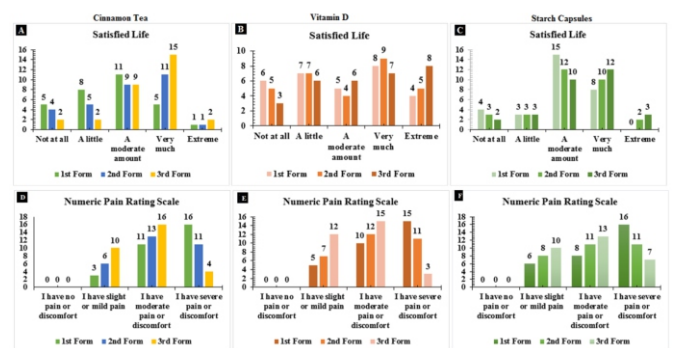 Cinnamon Tea
Vitamin D
Starch Capsules
A
Satisfied Life
16
14
12
10
8
6
4
2
0
5 4 2
8 5 2
11 9 9
5 11 15
1 1 2
Not at all
A little
A moderate amount
Very much
Extreme
1st Form 2nd Form 3rd Form
B
Satisfied Life
10
8
6
4
2
0
6 5 3
7 7 6
5 4 6
8 9 7
4 5 8
Not at all
A little
A moderate amount
Very much
Extreme
1st Form 2nd Form 3rd Form
C
Satisfied Life
16
14
12
10
8
6
4
2
0
4 3 2
3 3 3
15 12 10
8 10 12
0 2 3
Not at all
A little
A moderate amount
Very much
Extreme
1st Form 2nd Form 3rd Form
D
Numeric Pain Rating Scale
18
16
14
12
10
8
6
4
2
0
0 0 0
3 6 10
11 13 16
16 11 4
I have no pain or discomfort
I have slight or mild pain
I have moderate pain or discomfort
I have severe pain or discomfort
1st Form 2nd Form 3rd Form
E
Numeric Pain Rating Scale
16
14
12
10
8
6
4
2
0
0 0 0
5 7 12
10 12 15
15 11 3
I have no pain or discomfort
I have slight or mild pain
I have moderate pain or discomfort
I have severe pain or discomfort
1st Form 2nd Form 3rd Form
F
Numeric Pain Rating Scale
18
16
14
12
10
8
6
4
2
0
0 0 0
6 8 10
8 11 13
16 11 7
I have no pain or discomfort
I have slight or mild pain
I have moderate pain or discomfort
I have severe pain or discomfort
1st Form 2nd Form 3rd Form